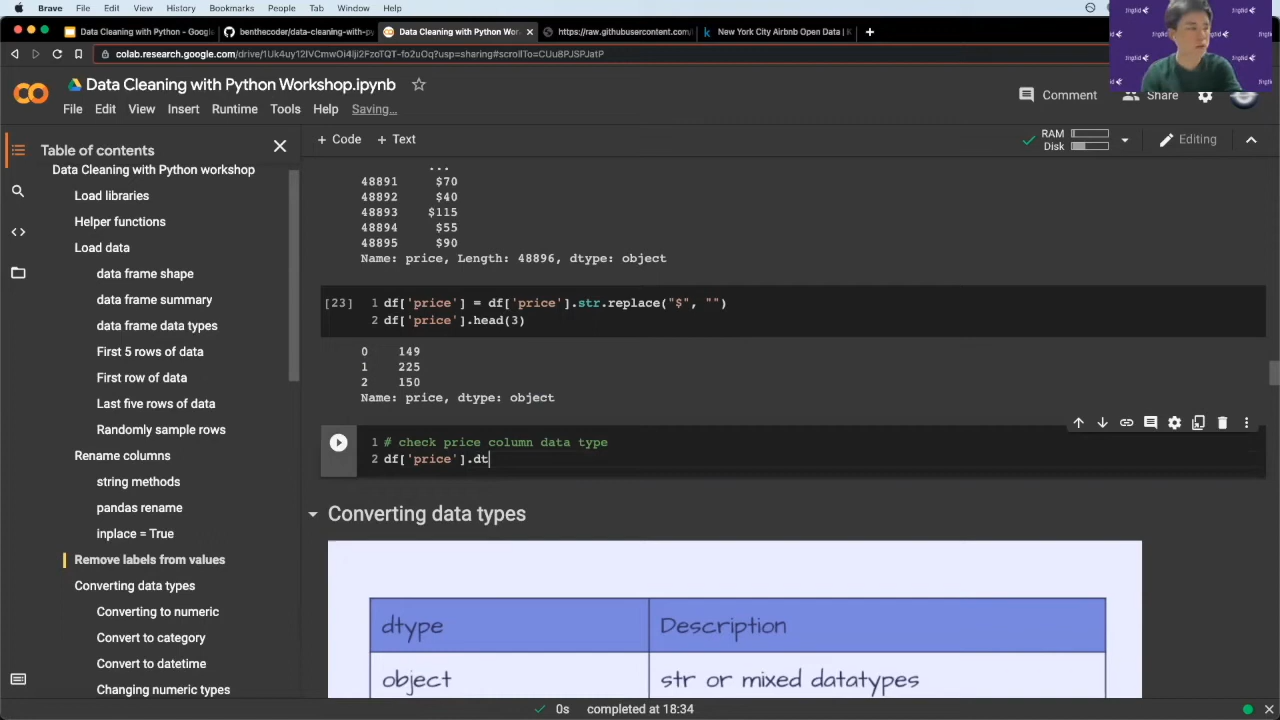 Brave File Edit View History Bookmarks People Tab Window Help
Data Cleaning with Python - Goog
benthecoder/data-cleaning-with-py
Data Cleaning with Python Works
https://raw.githubusercontent.com/
New York City Airbnb Open Data | K
Data Cleaning with Python Workshop.ipynb
File Edit View Insert Runtime Tools Help Saving...
Comment Share
+ Code + Text
RAM
Disk
Editing
Table of contents
Data Cleaning with Python workshop
Load libraries
Helper functions
Load data
data frame shape
data frame summary
data frame data types
First 5 rows of data
First row of data
Last five rows of data
Randomly sample rows
Rename columns
string methods
pandas rename
inplace = True
Remove labels from values
Converting data types
Converting to numeric
Convert to category
Convert to datetime
Changing numeric types
...
48891 $70
48892 $40
48893 $115
48894 $55
48895 $90
Name: price, Length: 48896, dtype: object
[23] 1 df['price'] = df['price'].str.replace("$", "")
2 df['price'].head(3)
0 149
1 225
2 150
Name: price, dtype: object
1 # check price column data type
2 df['price'].dt
Converting data types
dtype Description
object str or mixed datatypes
0s completed at 18:34